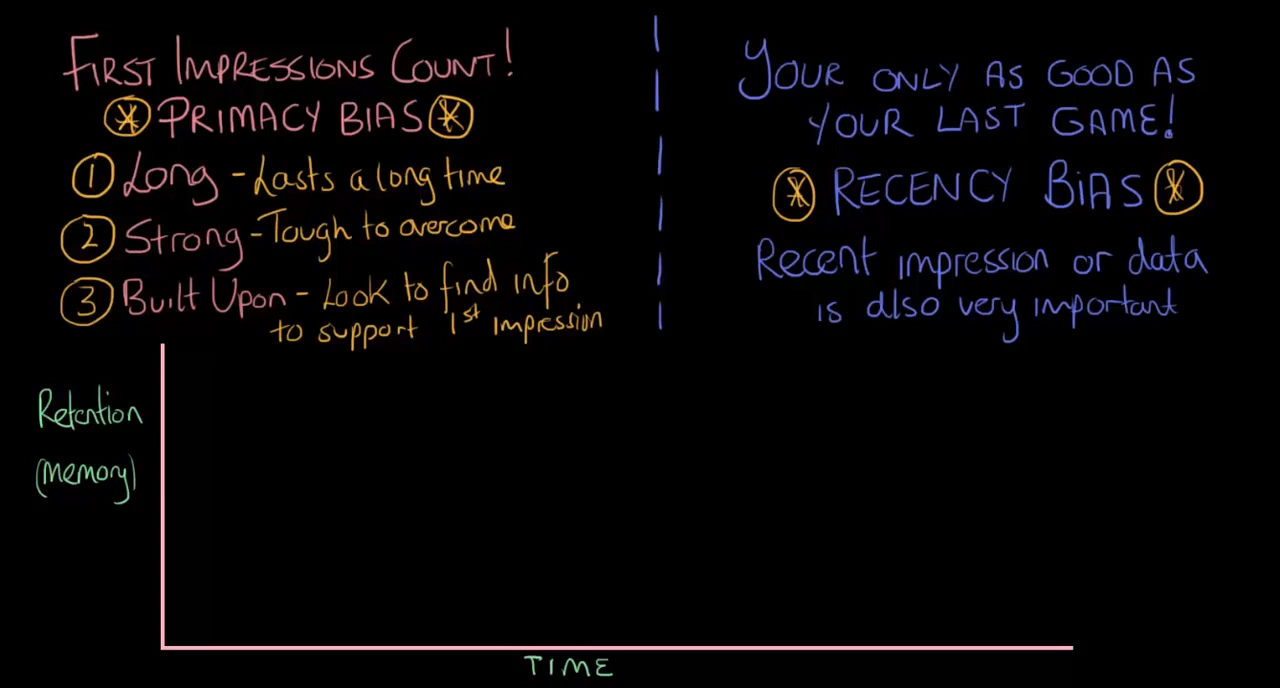 FIRST IMPRESSIONS COUNT!
* PRIMACY BIAS *
1 Long - Lasts a long time
2 Strong - Tough to overcome
3 Built Upon - Look to find info
to support 1st impression
YOUR ONLY AS GOOD AS
YOUR LAST GAME!
* RECENCY BiAS *
Recent impression or data
is also very important
Retention
(memory)
TIME